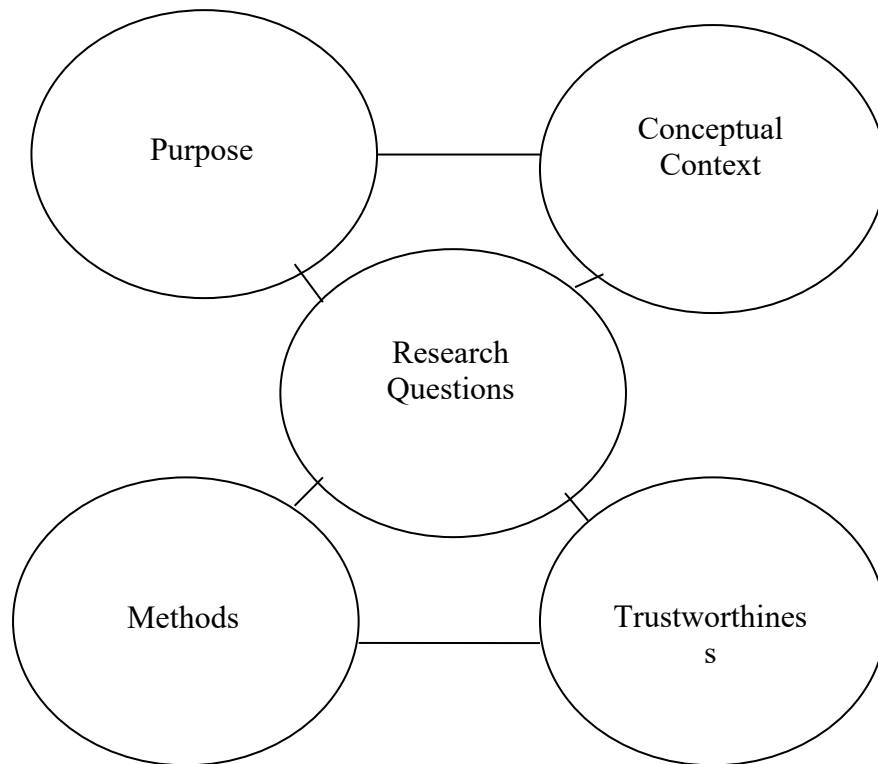 Purpose
Conceptual
Context
Research
Questions
Methods
Trustworthines
s